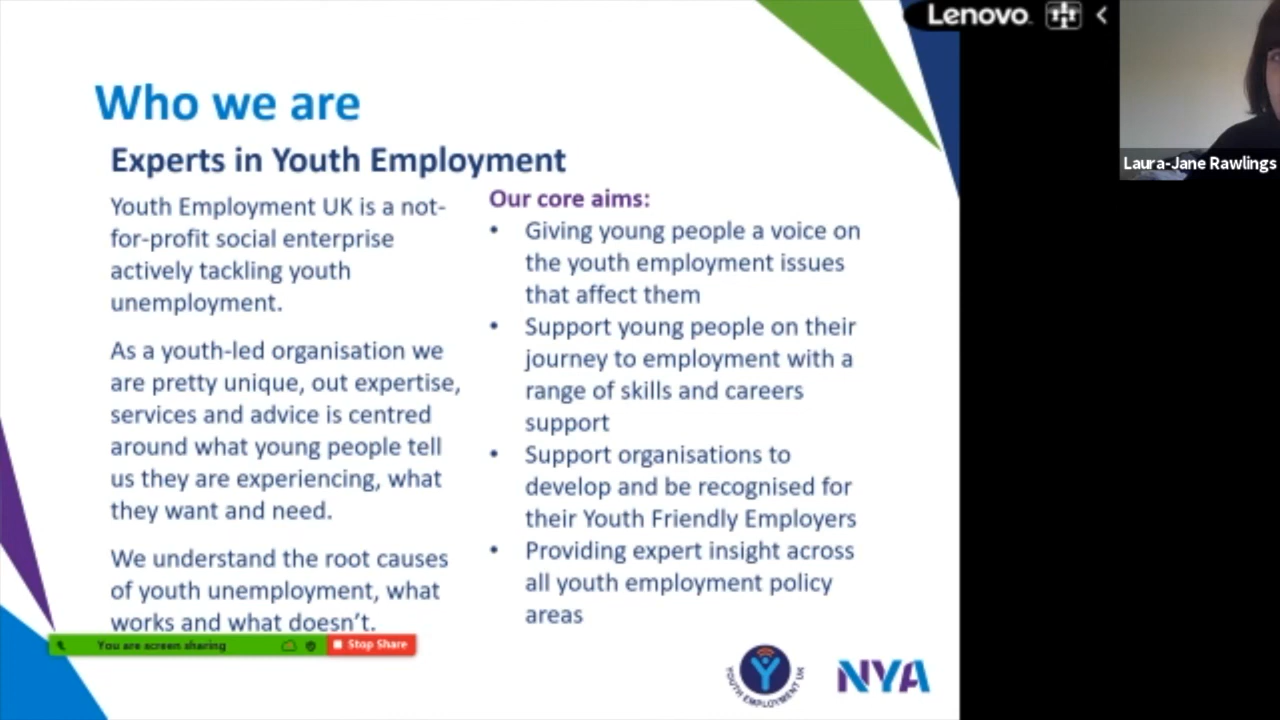 Lenovo
Laura-Jane Rawlings
Who we are
Experts in Youth Employment
Youth Employment UK is a not-
for-profit social enterprise
actively tackling youth
unemployment.
As a youth-led organisation we
are pretty unique, out expertise,
services and advice is centred
around what young people tell
us they are experiencing, what
they want and need.
We understand the root causes
of youth unemployment, what
works and what doesn't.
Our core aims:
• Giving young people a voice on
the youth employment issues
that affect them
• Support young people on their
journey to employment with a
range of skills and careers
support
• Support organisations to
develop and be recognised for
their Youth Friendly Employers
• Providing expert insight across
all youth employment policy
areas
You are screen sharing
Stop Share
YOUTH EMPLOYMENT UK
NYA